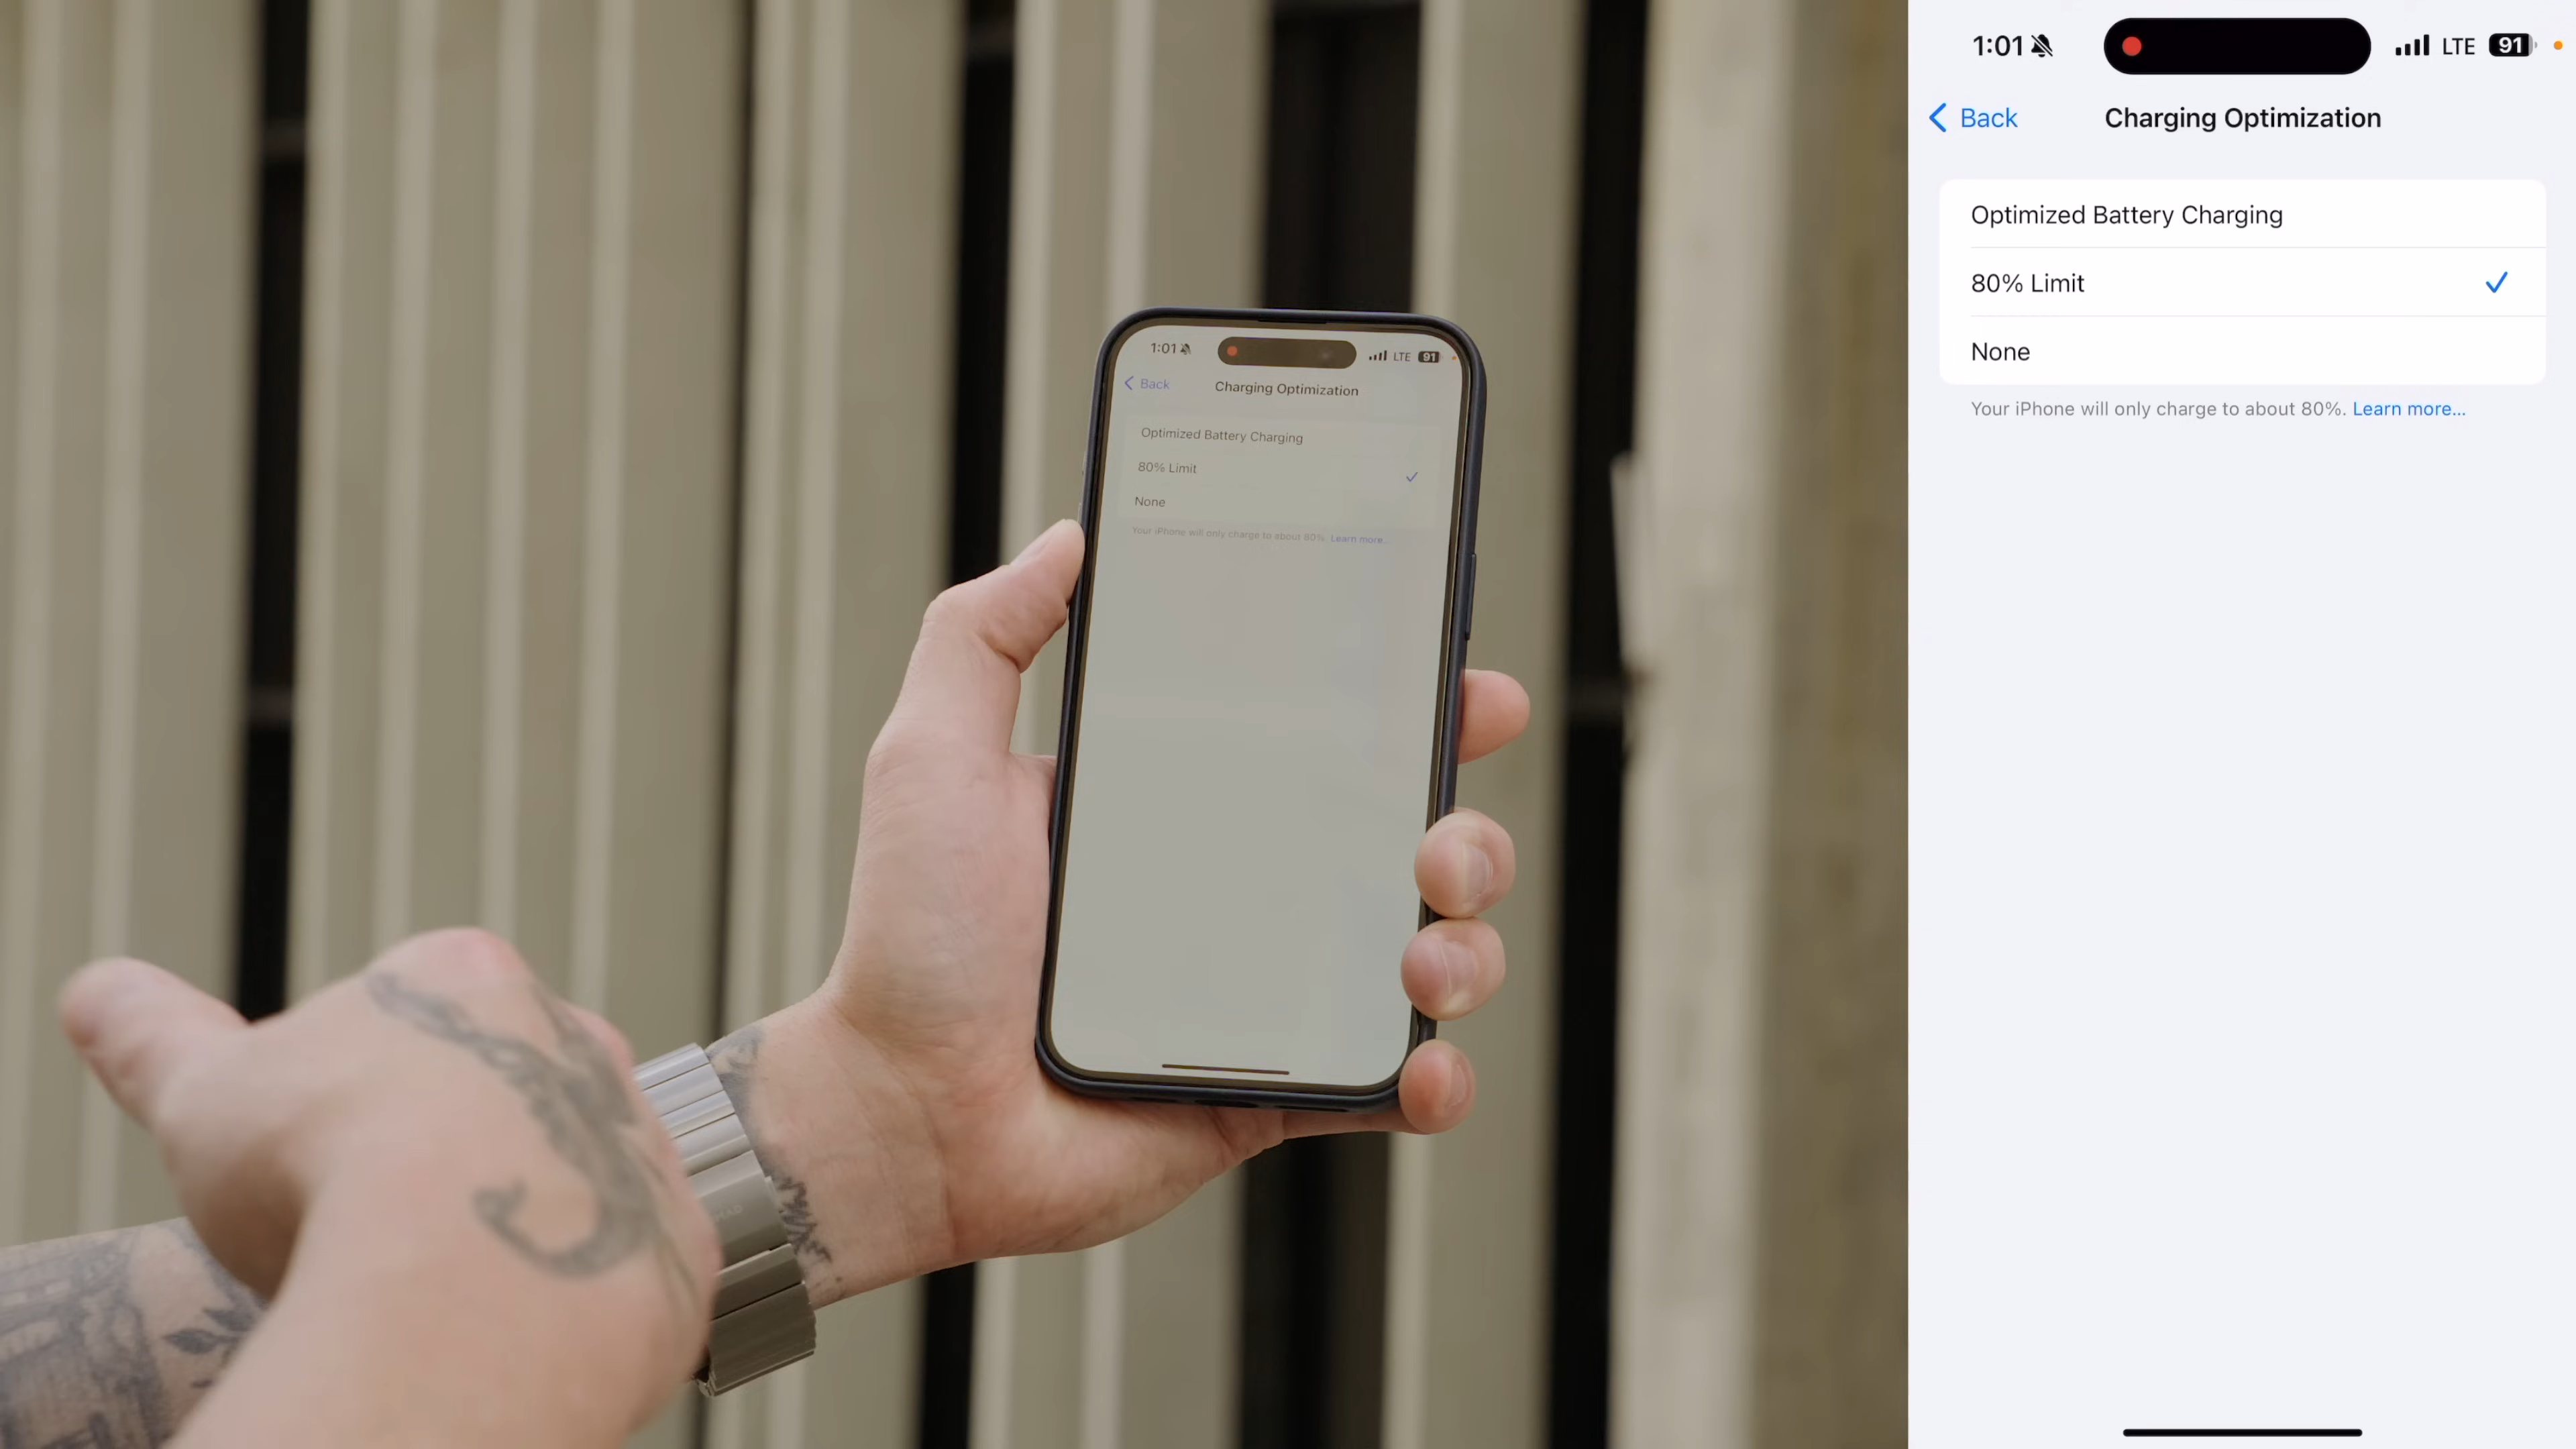 1:01
LTE 91
Back
Charging Optimization
Optimized Battery Charging
80% Limit
None
Your iPhone will only charge to about 80%. Learn more...
1:01 LTE 91
Back Charging Optimization
Optimized Battery Charging
80% Limit
None
Your iPhone will only charge to about 80%. Learn more...